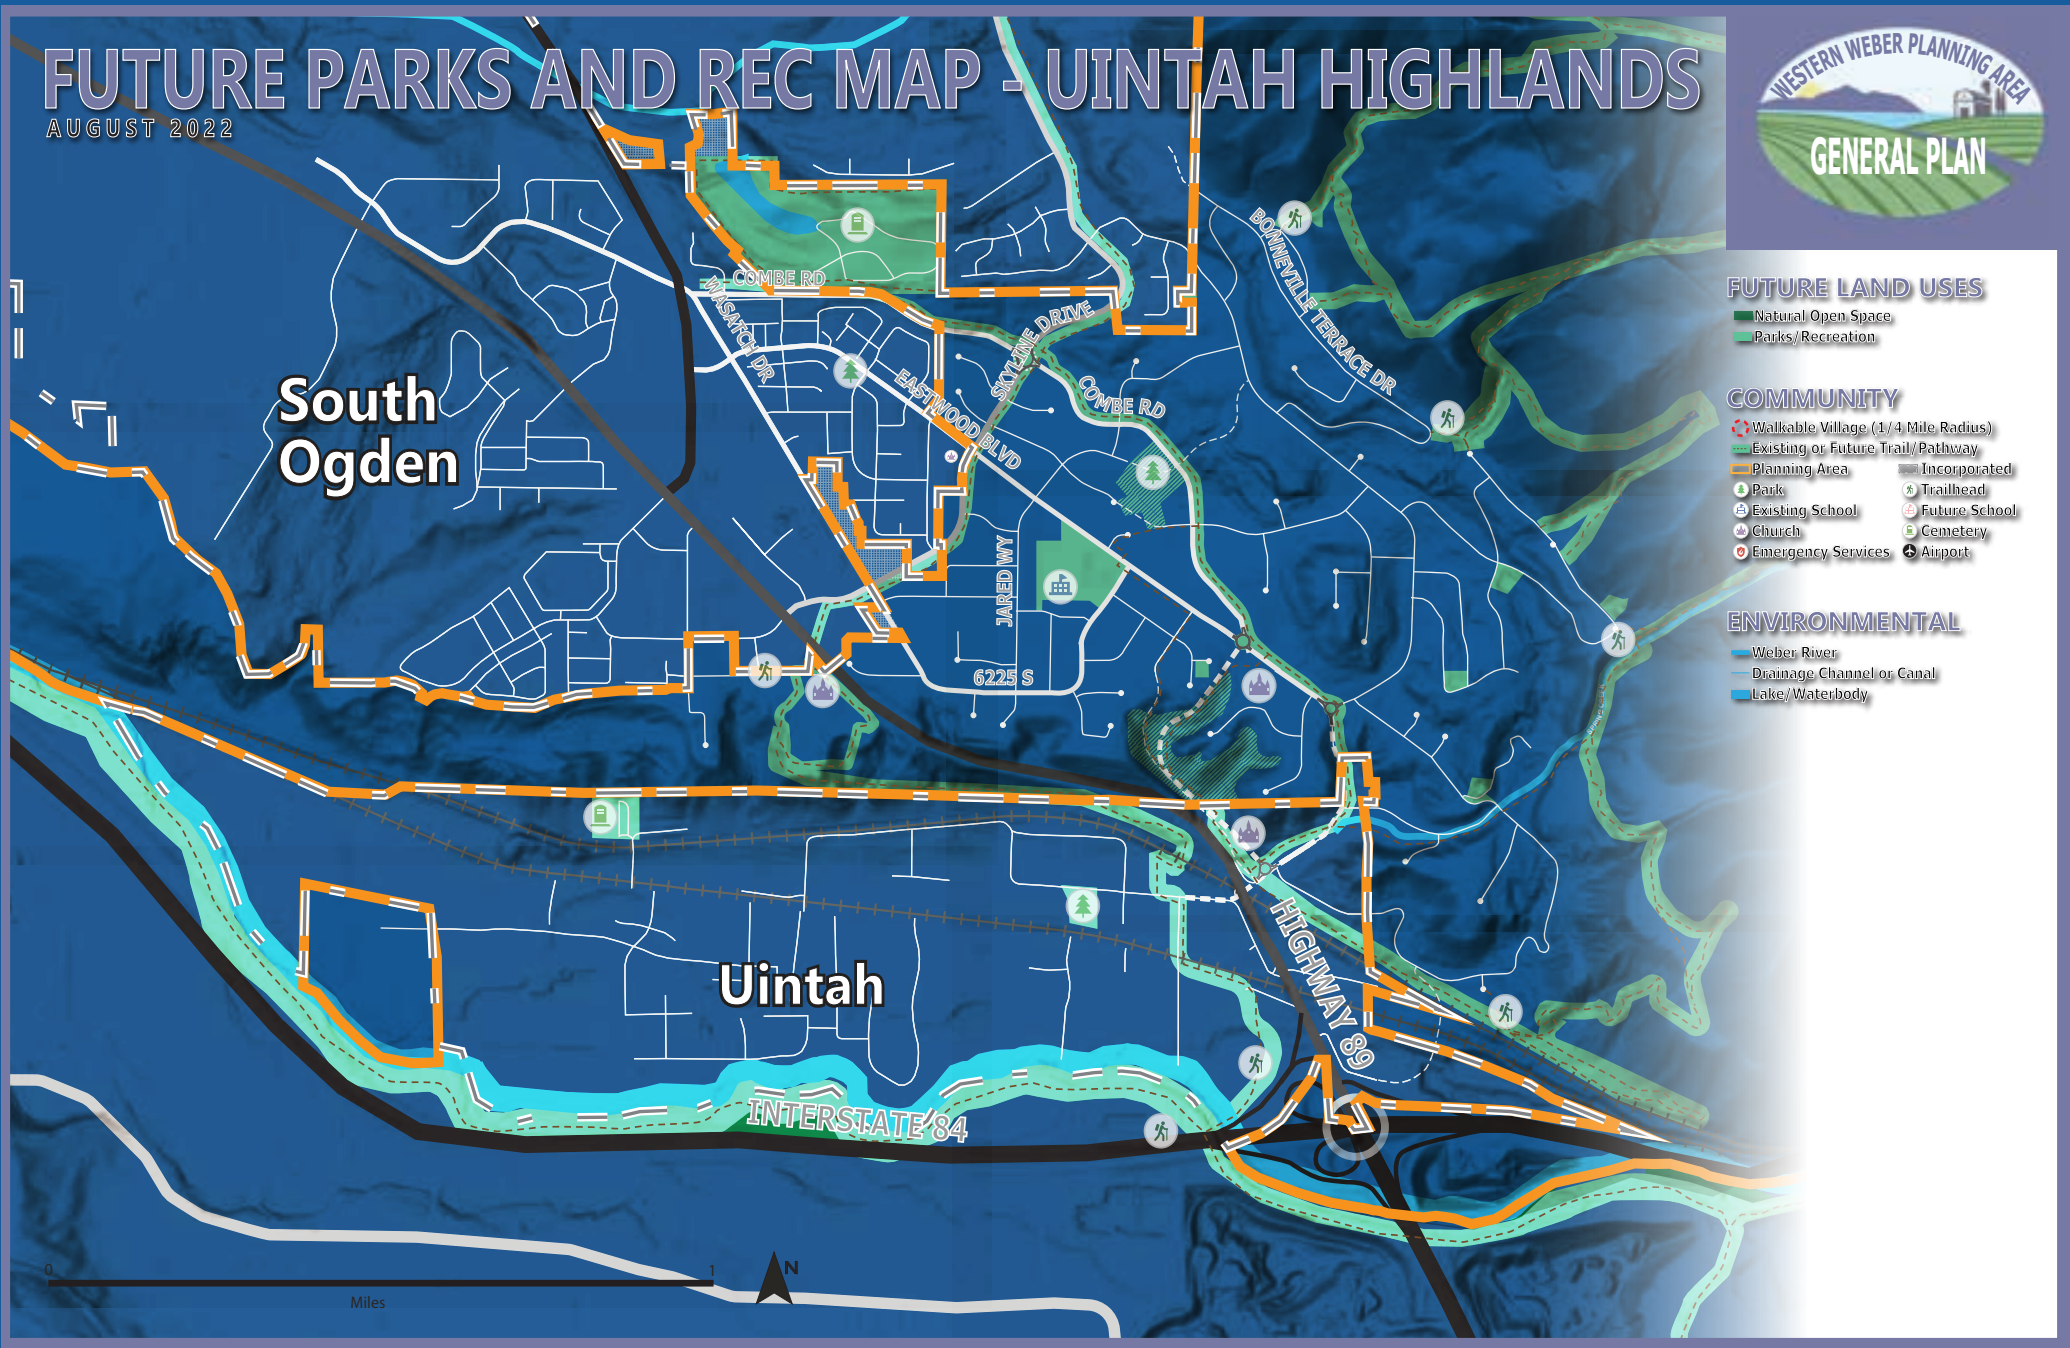 FUTURE PARKS AND REC MAP - UINTAH HIGHLANDS
AUGUST 2022
WESTERN WEBER PLANNING AREA
GENERAL PLAN
FUTURE LAND USES
Natural Open Space
Parks/Recreation
COMMUNITY
Walkable Village (1/4 Mile Radius)
Existing or Future Trail/Pathway
Planning Area
Incorporated
Park
Trailhead
Existing School
Future School
Church
Cemetery
Emergency Services
Airport
ENVIRONMENTAL
Weber River
Drainage Channel or Canal
Lake/Waterbody
South
Ogden
Uintah
COMBE RD
WASATCH DR
EASTWOOD BLVD
SKYLINE DRIVE
COMBE RD
BONNEVILLE TERRACE DR
JARED WY
6225 S
HIGHWAY 89
INTERSTATE 84
0
1
Miles
N